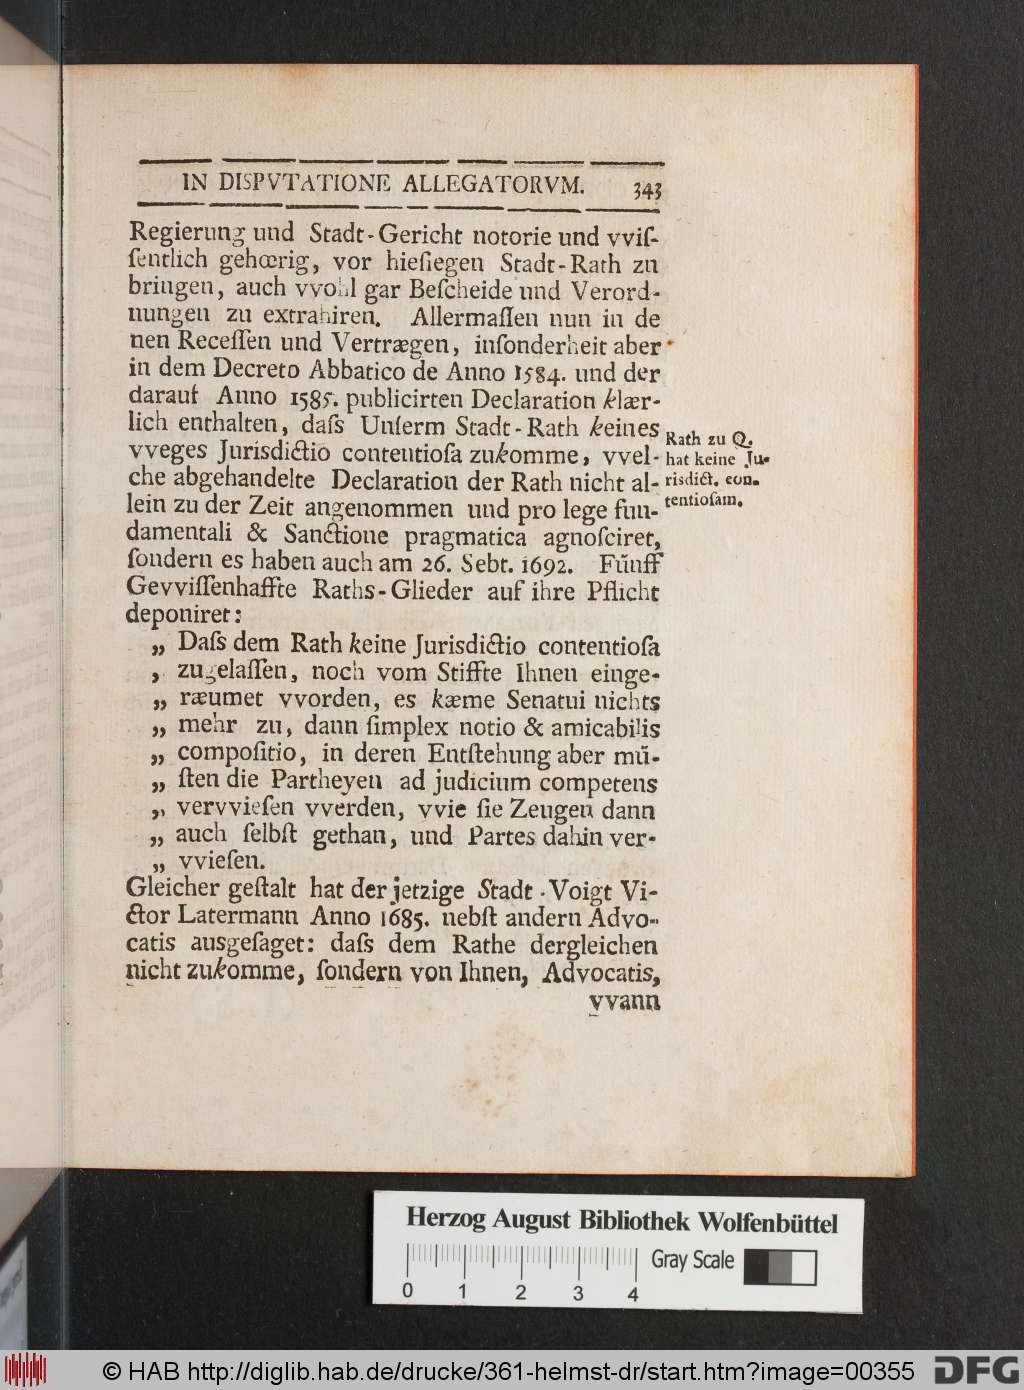 IN DISPVTATIONE ALLEGATORVM. 343
Regierung und Stadt-Gericht notorie und vviſ-
ſentlich gehœrig, vor hieſiegen Stadt-Rath zu
bringen, auch vvohl gar Beſcheide und Verord-
nungen zu extrahiren. Allermaſſen nun in de
nen Receſſen und Vertrægen, inſonderheit aber
in dem Decreto Abbatico de Anno 1584. und der
darauf Anno 1585. publicirten Declaration klær-
lich enthalten, daſs Unſerm Stadt-Rath keines
vveges Jurisdictio contentioſa zukomme, vvel-
che abgehandelte Declaration der Rath nicht al-
lein zu der Zeit angenommen und pro lege fun-
damentali & Sanctione pragmatica agnoſciret,
ſondern es haben auch am 26. Sebt. 1692. Fünff
Gevviſſenhaffte Raths-Glieder auf ihre Pflicht
deponiret:
Rath zu Q.
hat keine Ju-
risdict. con-
tentioſam.
„ Daſs dem Rath keine Jurisdictio contentioſa
, zugelaſſen, noch vom Stiffte Ihnen einge-
„ ræumet vvorden, es kæme Senatui nichts
„ mehr zu, dann ſimplex notio & amicabilis
„ compoſitio, in deren Entſtehung aber mü-
„ ſten die Partheyen ad judicium competens
„ vervvieſen vverden, vvie ſie Zeugen dann
„ auch ſelbſt gethan, und Partes dahin ver-
„ vvieſen.
Gleicher geſtalt hat der jetzige Stadt-Voigt Vi-
ctor Latermann Anno 1685. nebſt andern Advo-
catis ausgeſaget: daſs dem Rathe dergleichen
nicht zukomme, ſondern von Ihnen, Advocatis,
vvann
Herzog August Bibliothek Wolfenbüttel
Gray Scale
0 1 2 3 4
© HAB http://diglib.hab.de/drucke/361-helmst-dr/start.htm?image=00355
DFG